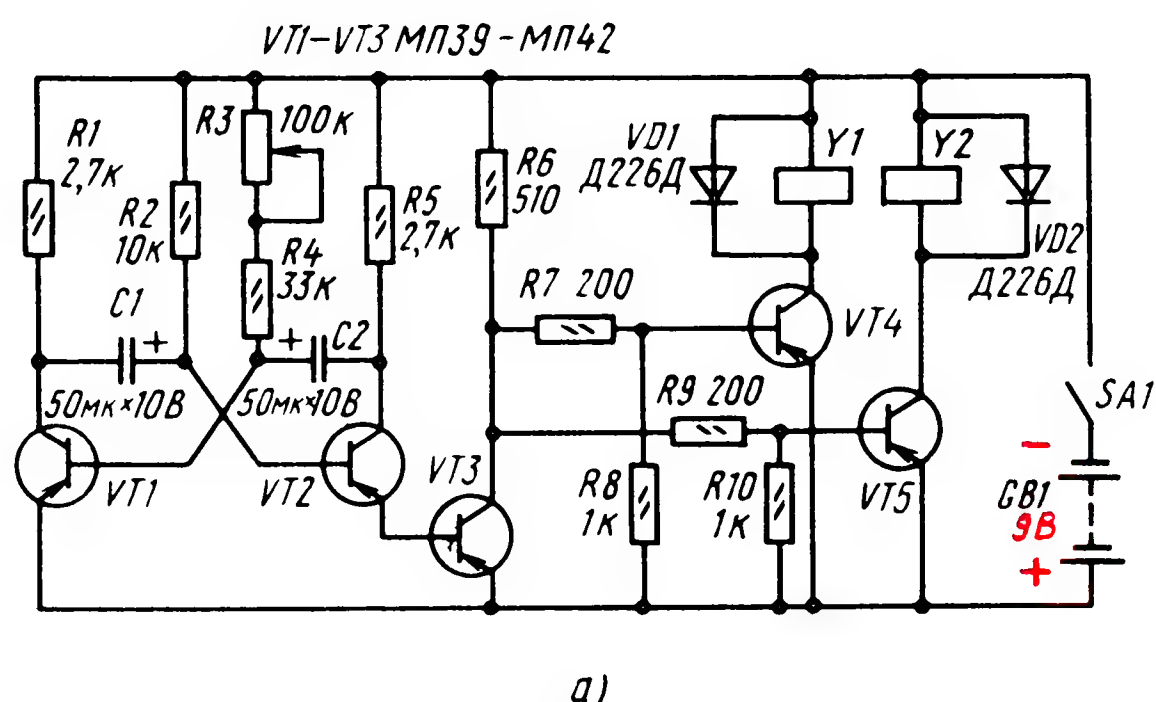 VT1-VT3 МП39-МП42
R1
2,7к
R2
10к
R3 100к
R4
33к
R5
2,7к
R6
510
VD1
Д226Д
Y1
Y2
VD2
Д226Д
C1
+
50мк×10В
+ C2
50мк×10В
R7 200
VT4
R9 200
SA1
VT1
VT2
VT3
R8
1к
R10
1к
VT5
−
GB1
9В
+
а)